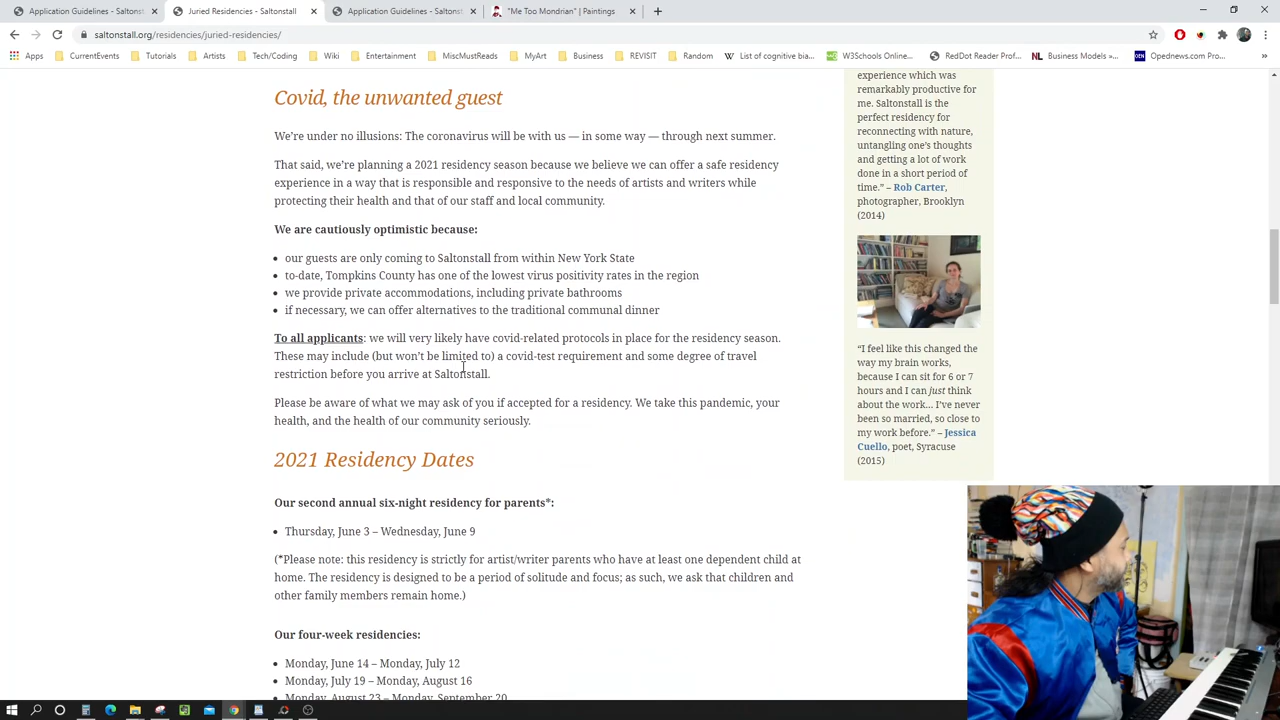 Application Guidelines - Saltonst
Juried Residencies - Saltonstall
Application Guidelines - Saltonst
"Me Too Mondrian" | Paintings
saltonstall.org/residencies/juried-residencies/
Apps
CurrentEvents
Tutorials
Artists
Tech/Coding
Wiki
Entertainment
MiscMustReads
MyArt
Business
REVISIT
Random
List of cognitive bia...
W3Schools Online...
RedDot Reader Prof...
Business Models »...
Opednews.com Pro...
Covid, the unwanted guest
We're under no illusions: The coronavirus will be with us — in some way — through next summer.
That said, we're planning a 2021 residency season because we believe we can offer a safe residency
experience in a way that is responsible and responsive to the needs of artists and writers while
protecting their health and that of our staff and local community.
We are cautiously optimistic because:
• our guests are only coming to Saltonstall from within New York State
• to-date, Tompkins County has one of the lowest virus positivity rates in the region
• we provide private accommodations, including private bathrooms
• if necessary, we can offer alternatives to the traditional communal dinner
To all applicants: we will very likely have covid-related protocols in place for the residency season.
These may include (but won't be limited to) a covid-test requirement and some degree of travel
restriction before you arrive at Saltonstall.
Please be aware of what we may ask of you if accepted for a residency. We take this pandemic, your
health, and the health of our community seriously.
2021 Residency Dates
Our second annual six-night residency for parents*:
• Thursday, June 3 – Wednesday, June 9
(*Please note: this residency is strictly for artist/writer parents who have at least one dependent child at
home. The residency is designed to be a period of solitude and focus; as such, we ask that children and
other family members remain home.)
Our four-week residencies:
• Monday, June 14 – Monday, July 12
• Monday, July 19 – Monday, August 16
• Monday, August 23 – Monday, September 20
experience which was
remarkably productive for
me. Saltonstall is the
perfect residency for
reconnecting with nature,
untangling one's thoughts
and getting a lot of work
done in a short period of
time." – Rob Carter,
photographer, Brooklyn
(2014)
"I feel like this changed the
way my brain works,
because I can sit for 6 or 7
hours and I can just think
about the work... I've never
been so married, so close to
my work before." – Jessica
Cuello, poet, Syracuse
(2015)